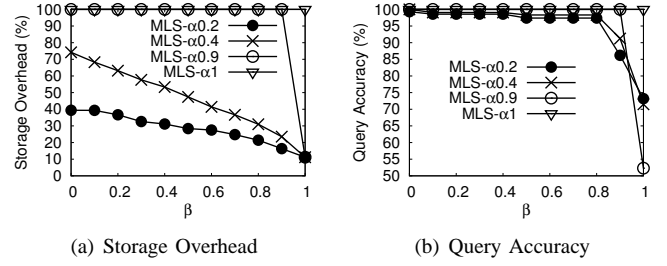 Storage Overhead (%)
100
90
80
70
60
50
40
30
20
10
0
MLS-α0.2
MLS-α0.4
MLS-α0.9
MLS-α1
0 0.2 0.4 0.6 0.8 1
β
(a) Storage Overhead
Query Accuracy (%)
100
95
90
85
80
75
70
65
60
55
50
MLS-α0.2
MLS-α0.4
MLS-α0.9
MLS-α1
0 0.2 0.4 0.6 0.8 1
β
(b) Query Accuracy